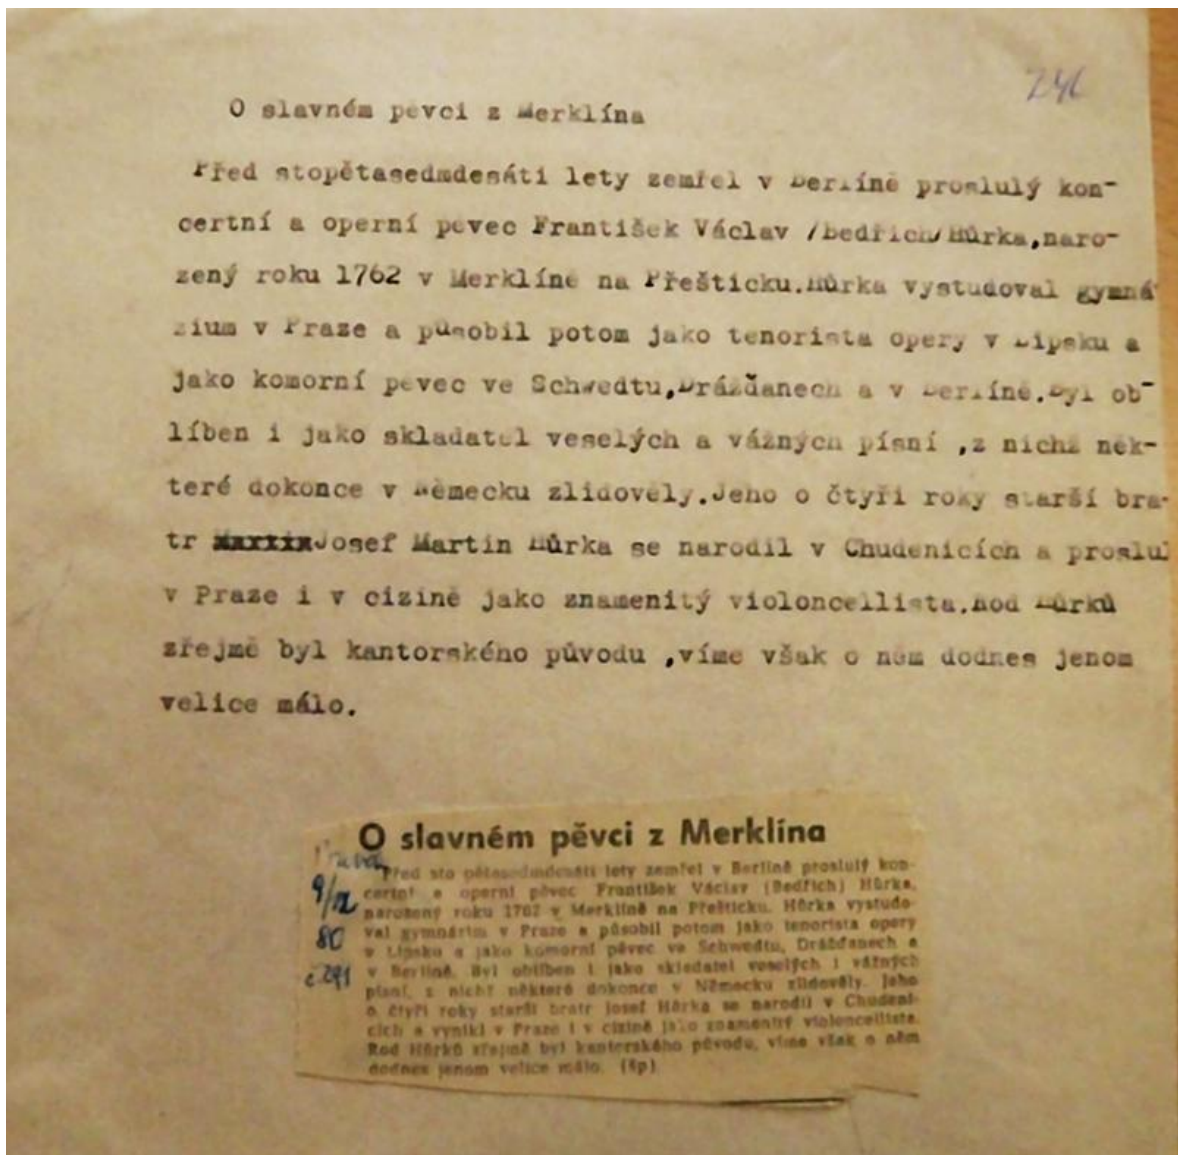 246
O slavném pěvci z Merklína
Před stopětasedmdesáti lety zemřel v Berlíně proslulý kon-
certní a operní pěvec František Václav /Bedřich/Hůrka,naro-
zený roku 1762 v Merklíně na Přešticku.Hůrka vystudoval gymná
zium v Praze a působil potom jako tenorista opery v Lipsku a
jako komorní pěvec ve Schwedtu,Drážďanech a v Berlíně.Byl ob-
líben i jako skladatel veselých a vážných písní ,z nichž něk-
teré dokonce v Německu zlidověly.Jeho o čtyři roky starší bra-
tr Josef Martin Hůrka se narodil v Chudenicích a proslul
v Praze i v cizině jako znamenitý violoncellista.Rod Hůrků
zřejmě byl kantorského původu ,víme však o něm dodnes jenom
velice málo.
O slavném pěvci z Merklína
Před sto pětasedmdesáti lety zemřel v Berlíně proslulý kon-
certní a operní pěvec František Václav (Bedřich) Hůrka,
narozený roku 1762 v Merklíně na Přešticku. Hůrka vystudo-
val gymnázium v Praze a působil potom jako tenorista opery
v Lipsku a jako komorní pěvec ve Schwedtu, Drážďanech a
v Berlíně. Byl oblíben i jako skladatel veselých i vážných
písní, z nichž některé dokonce v Německu zlidověly. Jeho
o čtyři roky starší bratr Josef Hůrka se narodil v Chudeni-
cích a vynikl v Praze i v cizině jako znamenitý violoncellista.
Rod Hůrků zřejmě byl kantorského původu, víme však o něm
dodnes jenom velice málo. (šp)
9/12
80
č.291